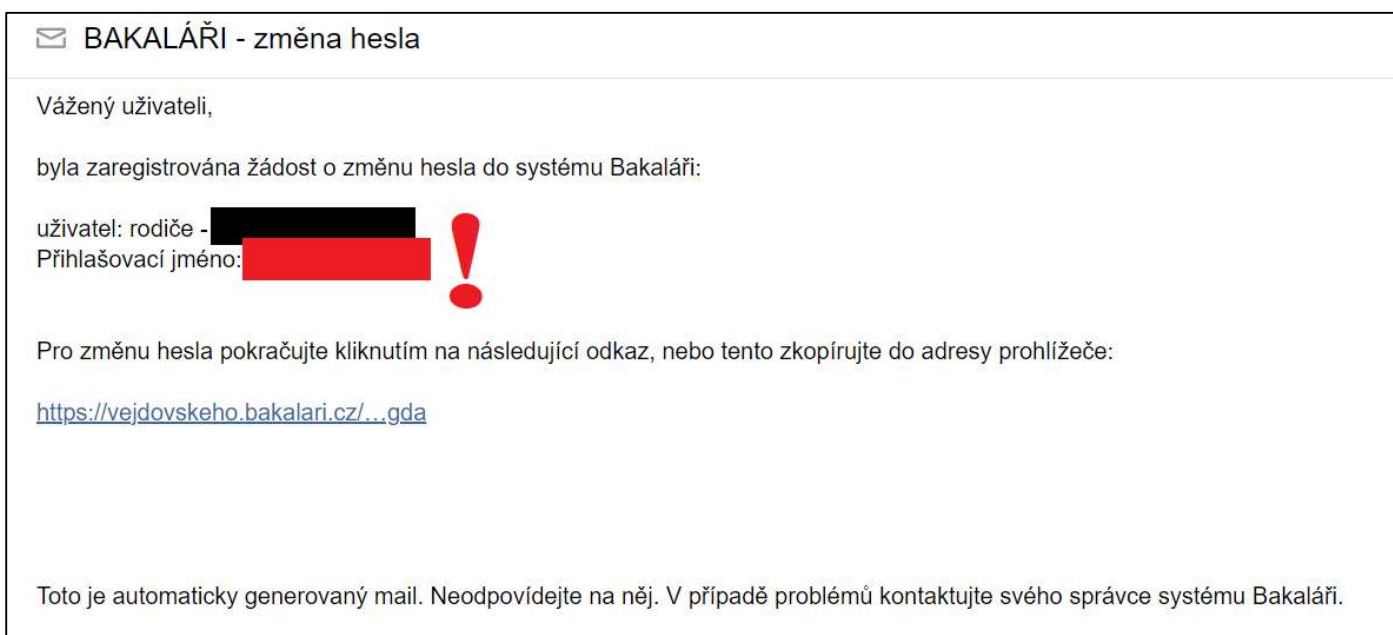 BAKALÁŘI - změna hesla
Vážený uživateli,
byla zaregistrována žádost o změnu hesla do systému Bakaláři:
uživatel: rodiče -
Přihlašovací jméno:
!
Pro změnu hesla pokračujte kliknutím na následující odkaz, nebo tento zkopírujte do adresy prohlížeče:
https://vejdovskeho.bakalari.cz/…gda
Toto je automaticky generovaný mail. Neodpovídejte na něj. V případě problémů kontaktujte svého správce systému Bakaláři.